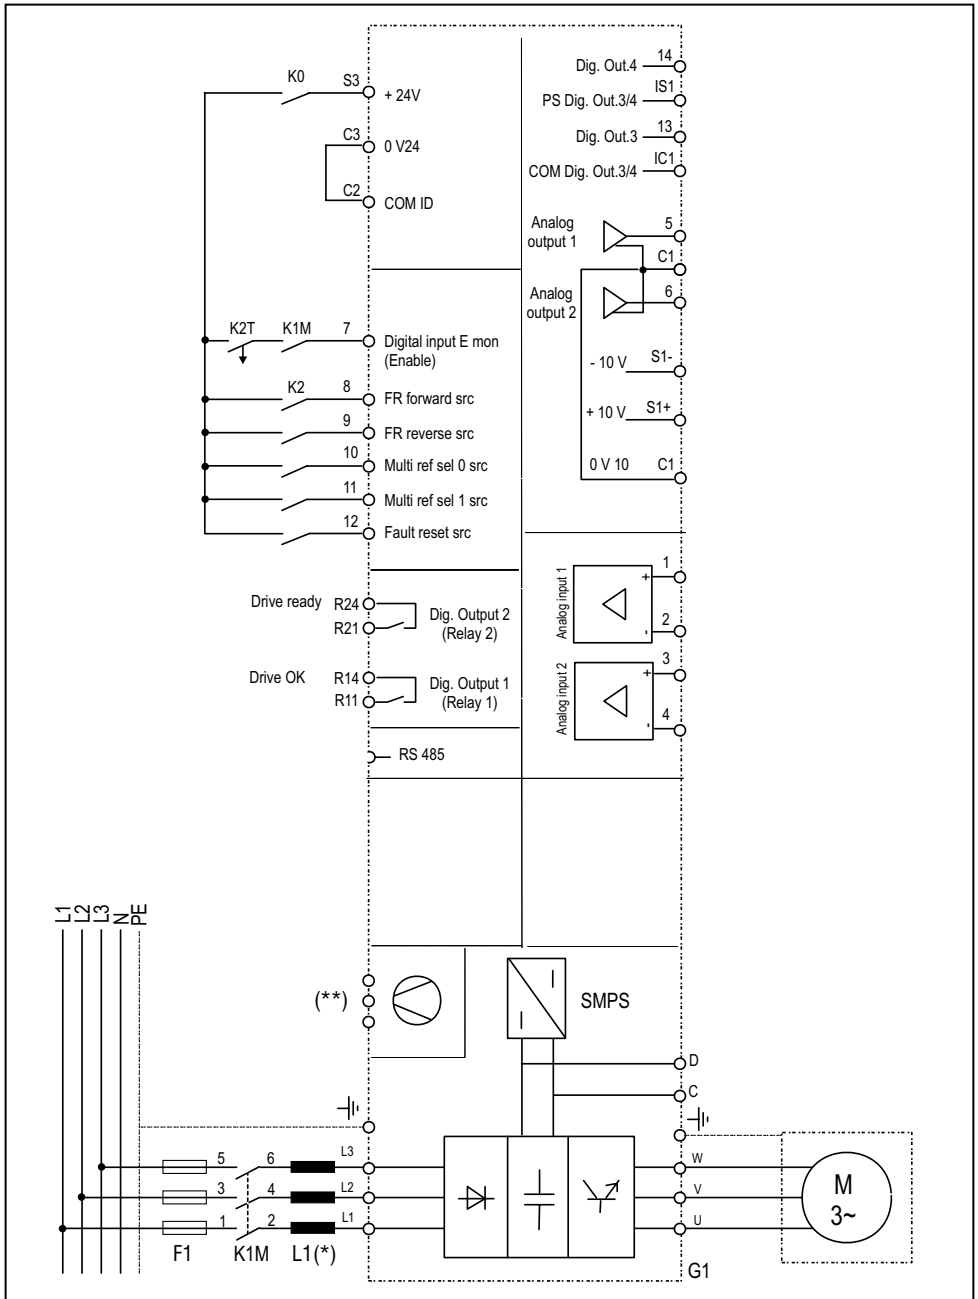 K0
S3
+ 24V
C3
0 V24
C2
COM ID
K2T
K1M
7
Digital input E mon
(Enable)
K2
8
FR forward src
9
FR reverse src
10
Multi ref sel 0 src
11
Multi ref sel 1 src
12
Fault reset src
Drive ready
R24
R21
Dig. Output 2
(Relay 2)
Drive OK
R14
R11
Dig. Output 1
(Relay 1)
RS 485
Dig. Out.4
14
PS Dig. Out.3/4
IS1
Dig. Out.3
13
COM Dig. Out.3/4
IC1
Analog
output 1
5
C1
Analog
output 2
6
- 10 V
S1-
+ 10 V
S1+
0 V 10
C1
Analog input 1
+
-
1
2
Analog input 2
+
-
3
4
L1
L2
L3
N
PE
(**)
SMPS
D
C
5
6
L3
W
3
4
L2
V
1
2
L1
U
F1
K1M
L1(*)
M
3~
G1